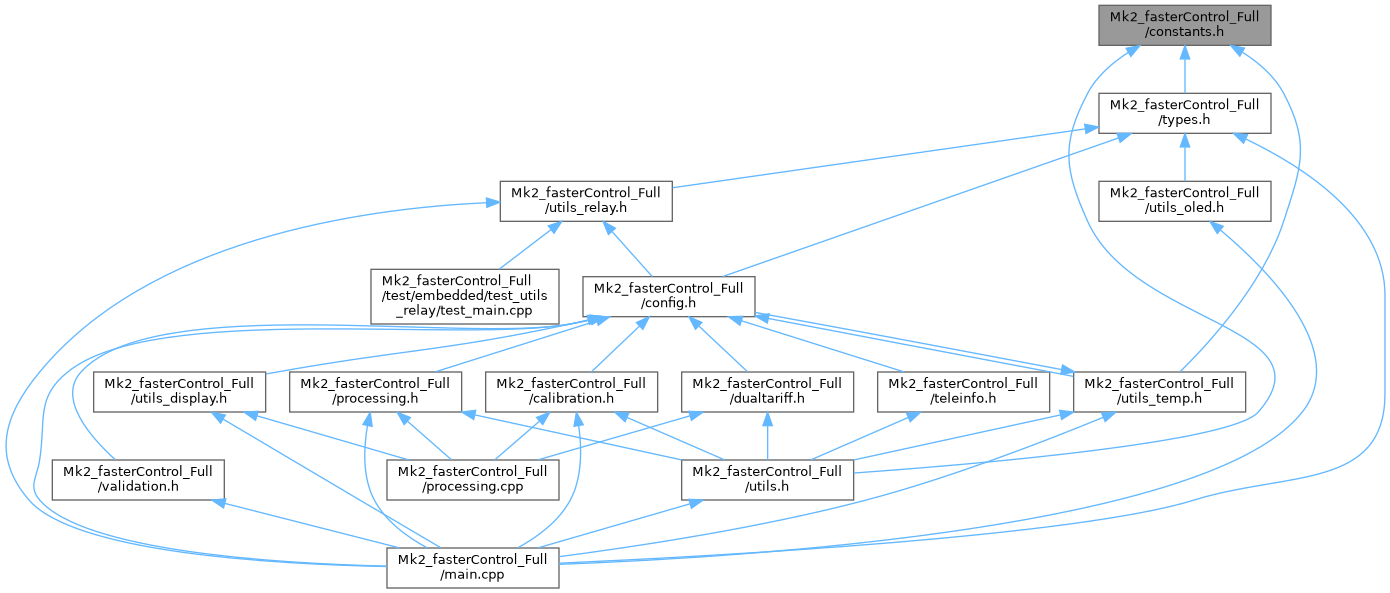 Mk2_fasterControl_Full
/constants.h
Mk2_fasterControl_Full
/types.h
Mk2_fasterControl_Full
/utils_relay.h
Mk2_fasterControl_Full
/utils_oled.h
Mk2_fasterControl_Full
/test/embedded/test_utils
_relay/test_main.cpp
Mk2_fasterControl_Full
/config.h
Mk2_fasterControl_Full
/utils_display.h
Mk2_fasterControl_Full
/processing.h
Mk2_fasterControl_Full
/calibration.h
Mk2_fasterControl_Full
/dualtariff.h
Mk2_fasterControl_Full
/teleinfo.h
Mk2_fasterControl_Full
/utils_temp.h
Mk2_fasterControl_Full
/validation.h
Mk2_fasterControl_Full
/processing.cpp
Mk2_fasterControl_Full
/utils.h
Mk2_fasterControl_Full
/main.cpp